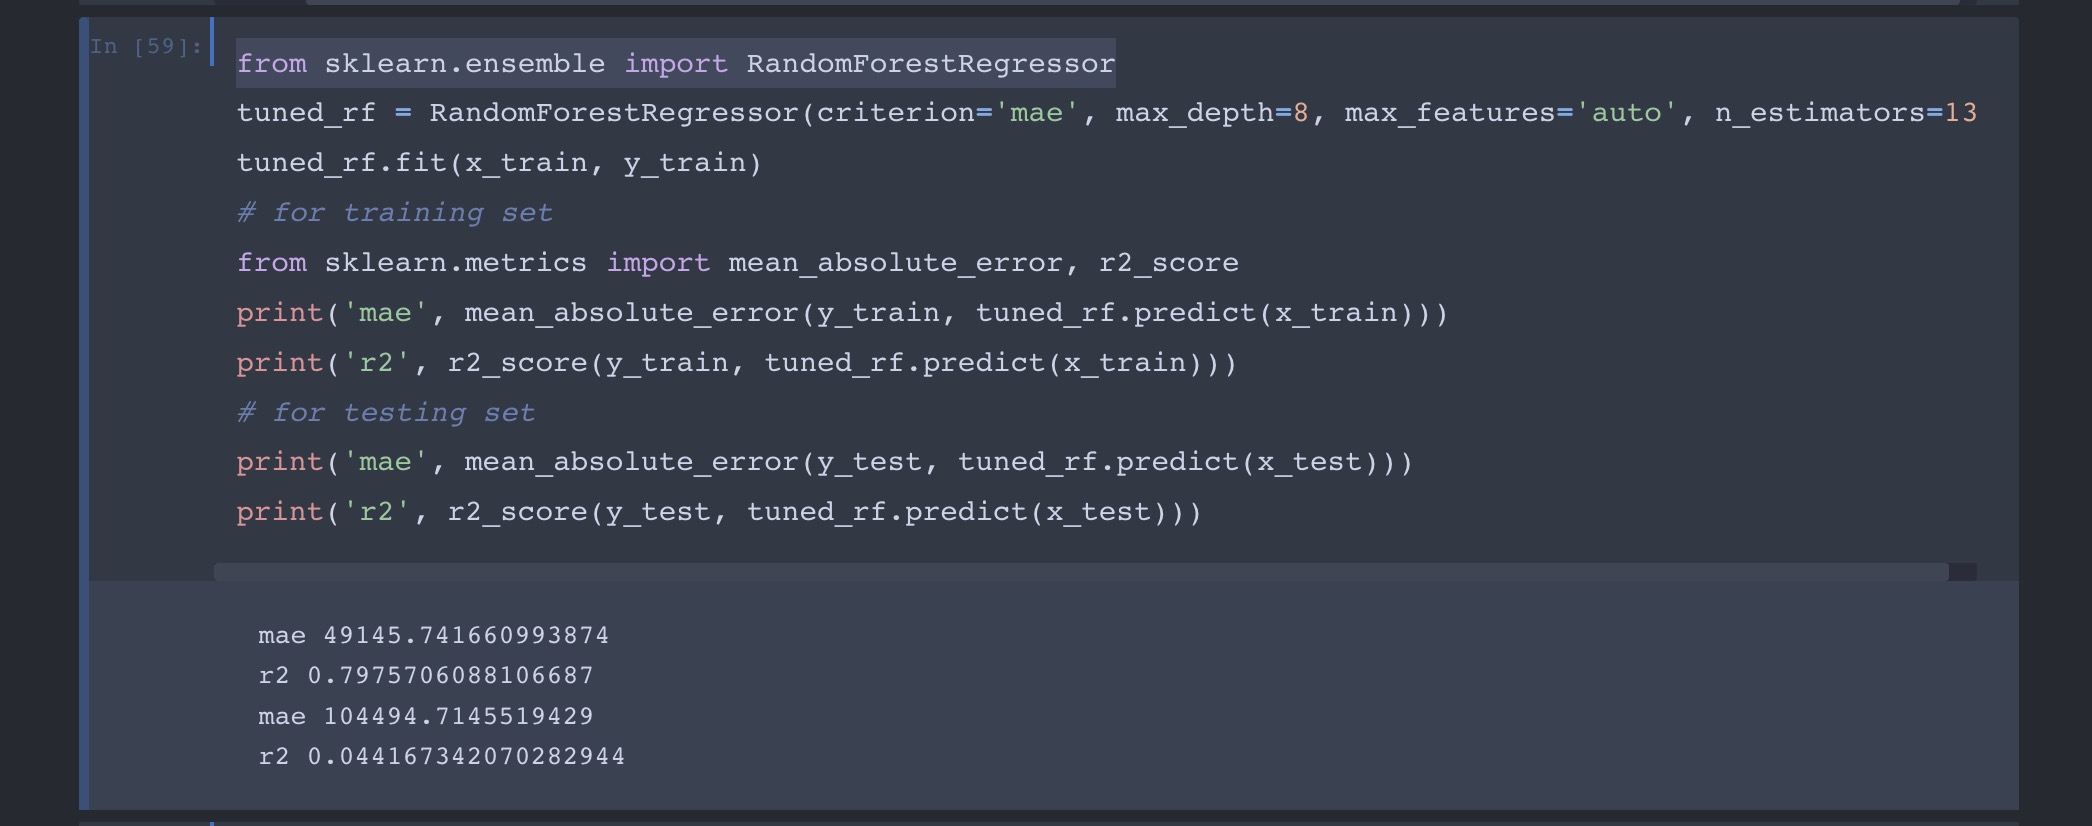 In [59]:
from sklearn.ensemble import RandomForestRegressor
tuned_rf = RandomForestRegressor(criterion='mae', max_depth=8, max_features='auto', n_estimators=13
tuned_rf.fit(x_train, y_train)
# for training set
from sklearn.metrics import mean_absolute_error, r2_score
print('mae', mean_absolute_error(y_train, tuned_rf.predict(x_train)))
print('r2', r2_score(y_train, tuned_rf.predict(x_train)))
# for testing set
print('mae', mean_absolute_error(y_test, tuned_rf.predict(x_test)))
print('r2', r2_score(y_test, tuned_rf.predict(x_test)))
mae 49145.741660993874
r2 0.7975706088106687
mae 104494.7145519429
r2 0.044167342070282944